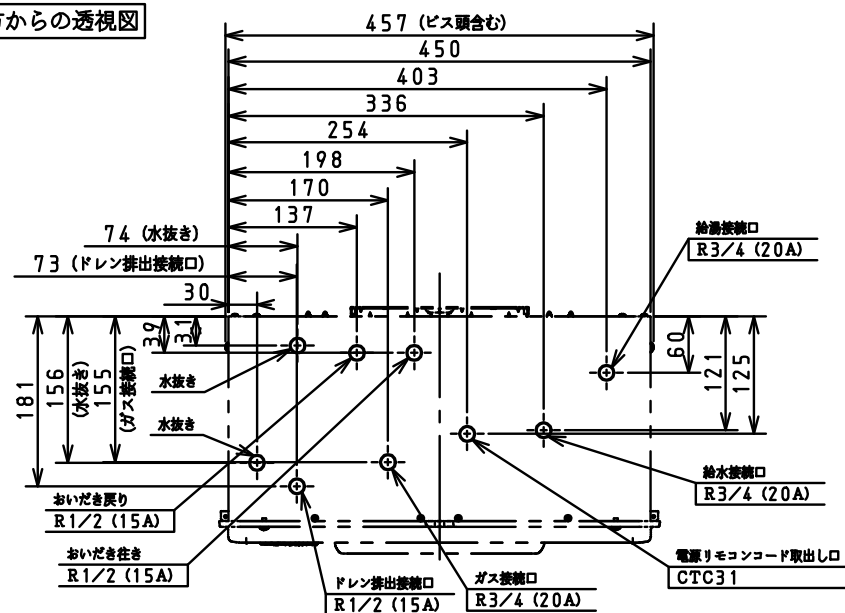 からの透視図
457 (ビス頭含む)
450
403
336
254
198
170
137
74 (水抜き)
73 (ドレン排出接続口)
30
給湯接続口
R3/4 (20A)
39
31
60
121
125
181
156
(水抜き)
155
(ガス接続口)
水抜き
水抜き
おいだき戻り
R1/2 (15A)
おいだき往き
R1/2 (15A)
ドレン排出接続口
R1/2 (15A)
ガス接続口
R3/4 (20A)
給水接続口
R3/4 (20A)
電源リモコンコード取出し口
CTC31